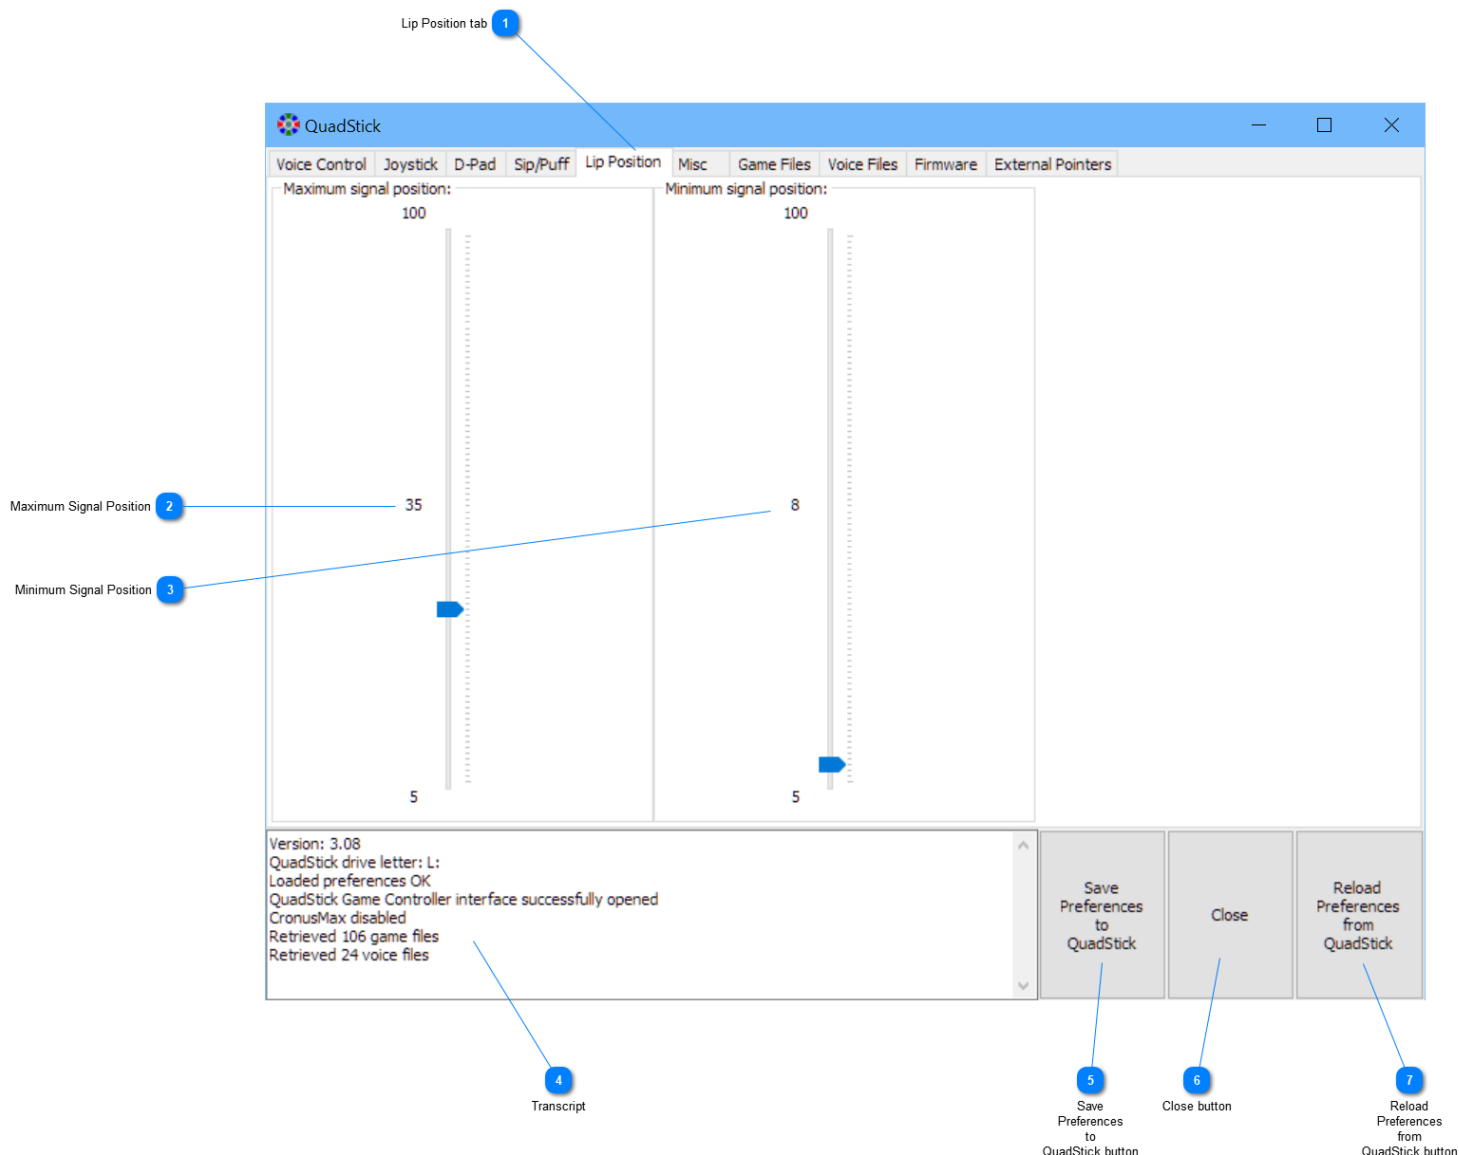 Lip Position tab 1
QuadStick
Voice Control Joystick D-Pad Sip/Puff Lip Position Misc Game Files Voice Files Firmware External Pointers
Maximum signal position: Minimum signal position:
100 100
Maximum Signal Position 2 35 8
Minimum Signal Position 3
5 5
Version: 3.08
QuadStick drive letter: L:
Loaded preferences OK
QuadStick Game Controller interface successfully opened
CronusMax disabled
Retrieved 106 game files
Retrieved 24 voice files
Save
Preferences
to
QuadStick
Close
Reload
Preferences
from
QuadStick
4
Transcript
5
Save
Preferences
to
QuadStick button
6
Close button
7
Reload
Preferences
from
QuadStick button